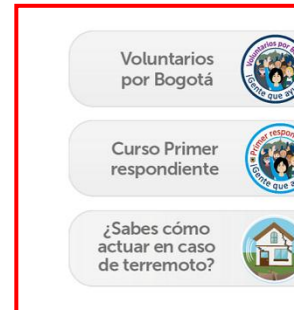 Voluntarios
por Bogotá
Curso Primer
respondiente
¿Sabes cómo
actuar en caso
de terremoto?